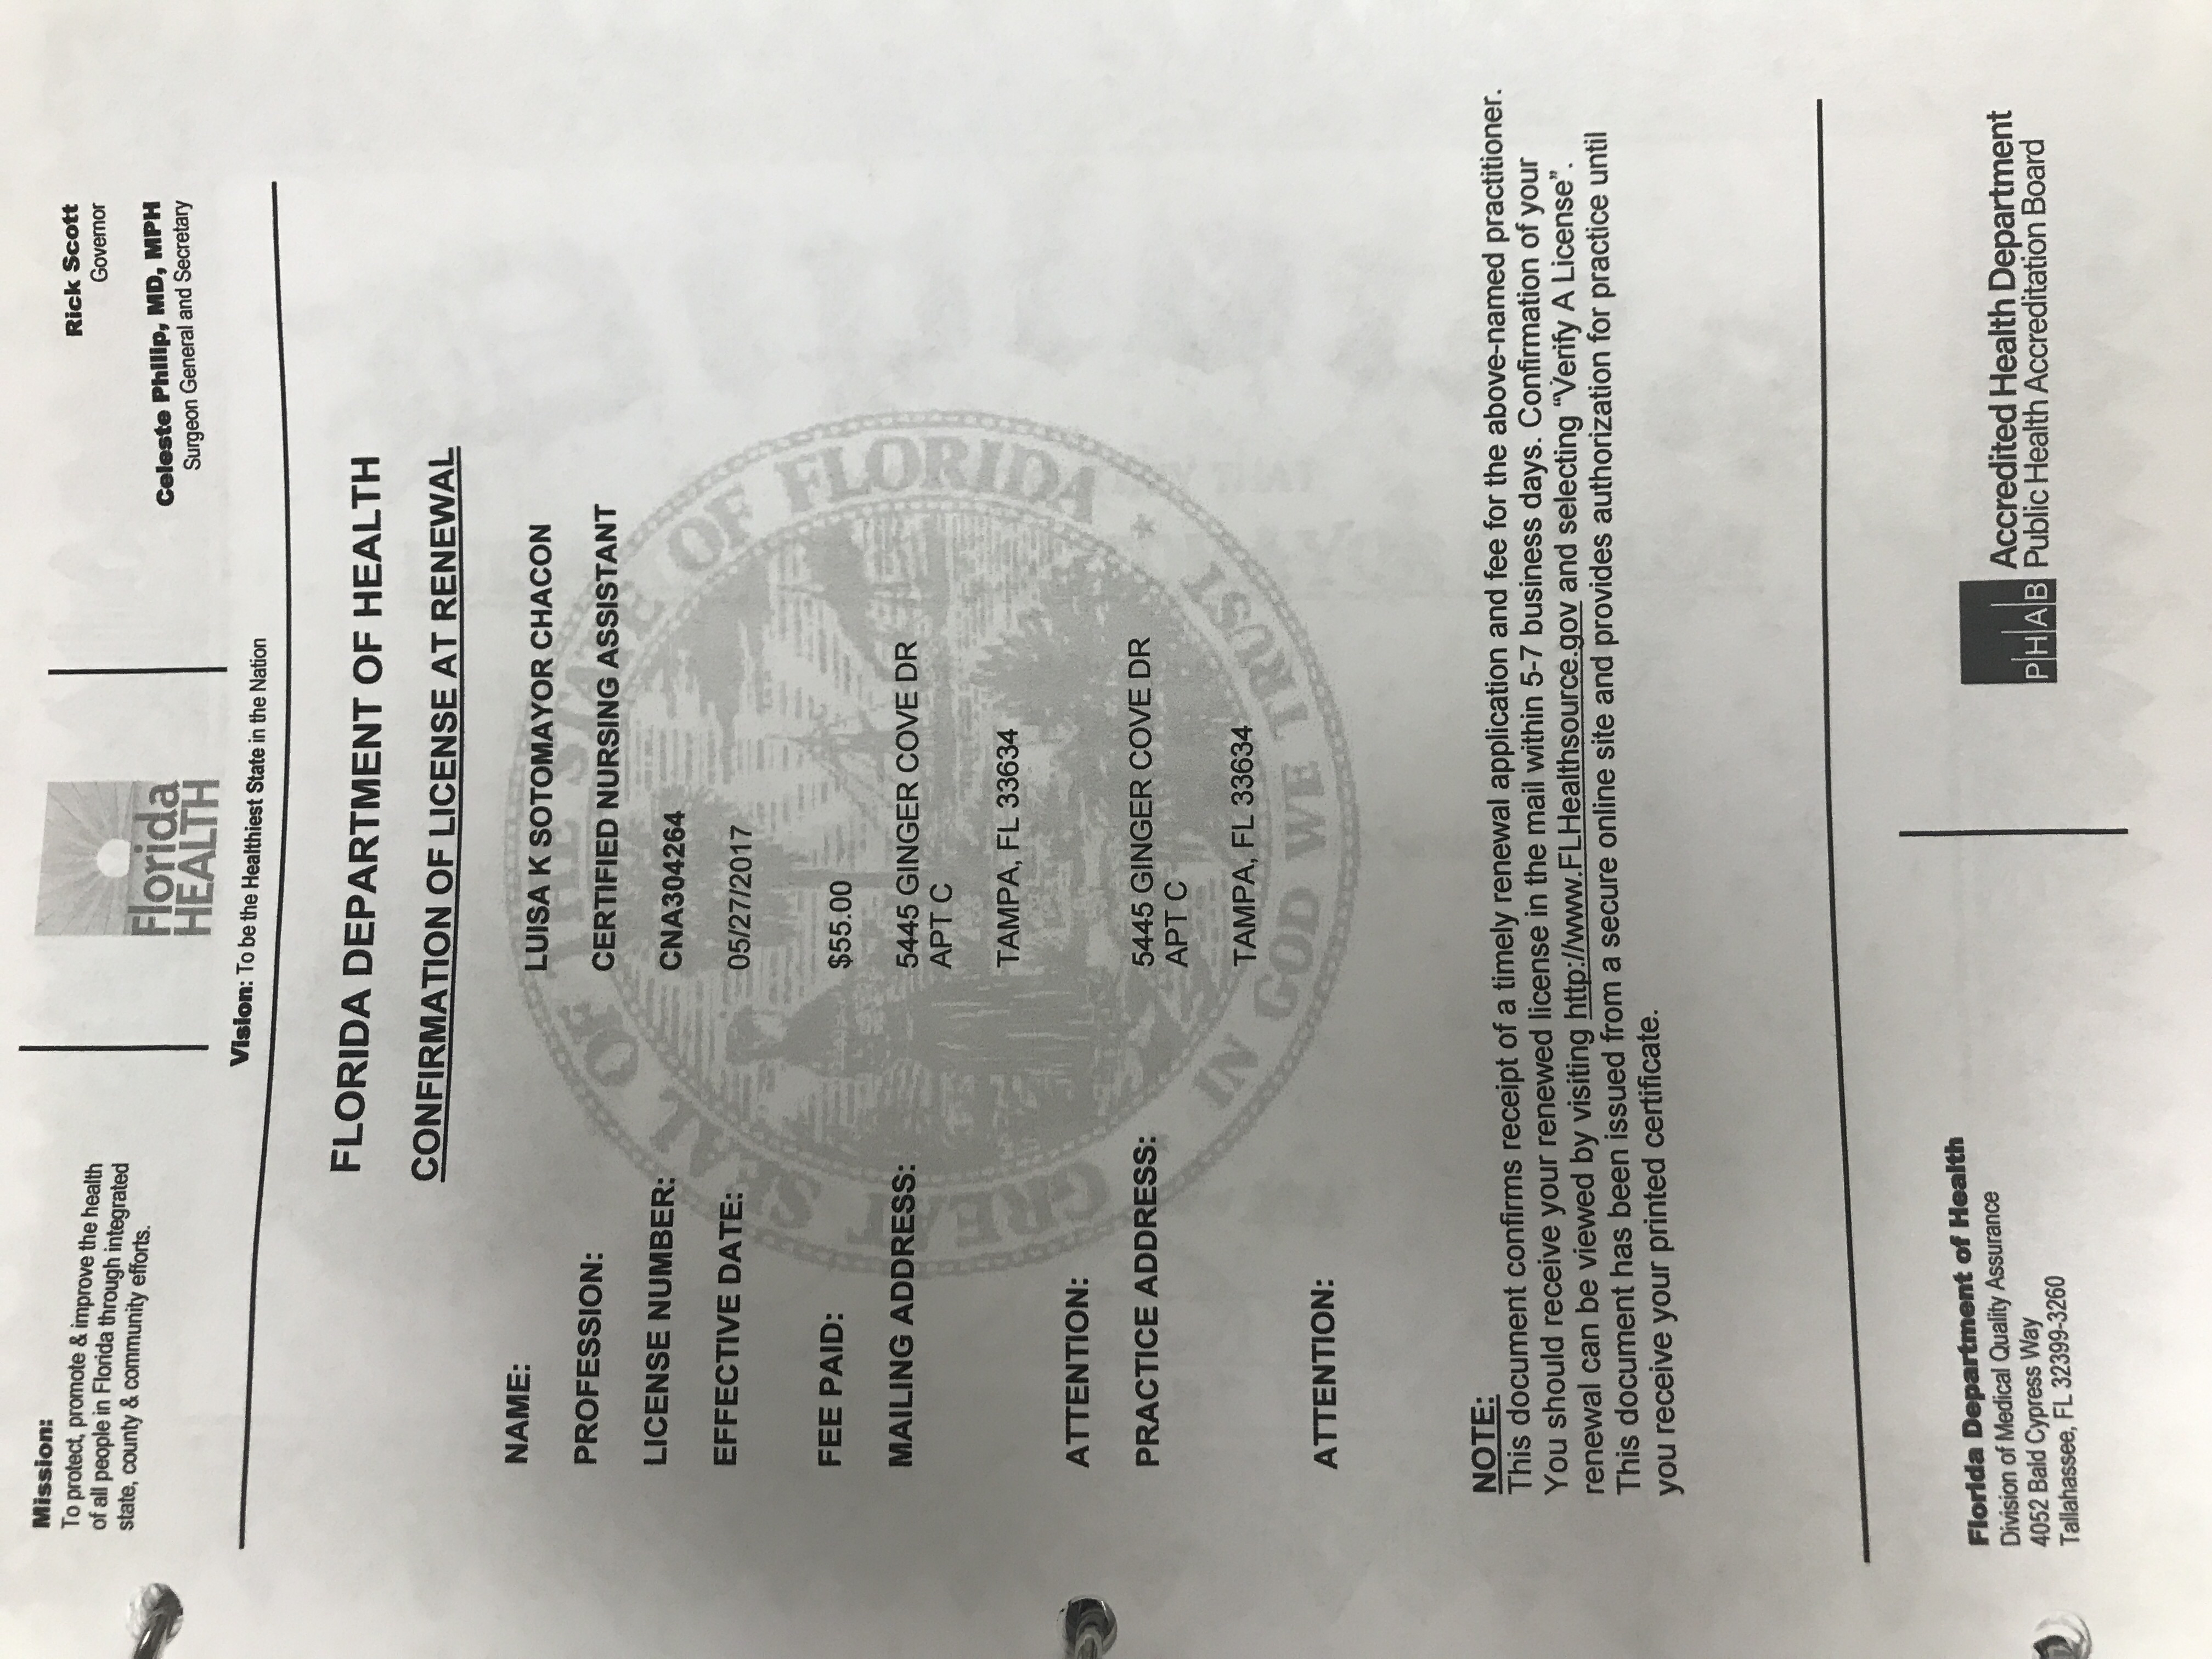 Mission:
To protect, promote & improve the health
of all people in Florida through integrated
state, county & community efforts.
Florida
HEALTH
Vision: To be the Healthiest State in the Nation
Rick Scott
Governor
Celeste Philip, MD, MPH
Surgeon General and Secretary
FLORIDA DEPARTMENT OF HEALTH
CONFIRMATION OF LICENSE AT RENEWAL
NAME: LUISA K SOTOMAYOR CHACON
PROFESSION: CERTIFIED NURSING ASSISTANT
LICENSE NUMBER: CNA304264
EFFECTIVE DATE: 05/27/2017
FEE PAID: $55.00
MAILING ADDRESS: 5445 GINGER COVE DR
APT C
TAMPA, FL 33634
ATTENTION:
PRACTICE ADDRESS: 5445 GINGER COVE DR
APT C
TAMPA, FL 33634
ATTENTION:
GREAT SEAL OF THE STATE OF FLORIDA
IN GOD WE TRUST
NOTE:
This document confirms receipt of a timely renewal application and fee for the above-named practitioner.
You should receive your renewed license in the mail within 5-7 business days. Confirmation of your
renewal can be viewed by visiting http://www.FLHealthsource.gov and selecting “Verify A License”.
This document has been issued from a secure online site and provides authorization for practice until
you receive your printed certificate.
Florida Department of Health
Division of Medical Quality Assurance
4052 Bald Cypress Way
Tallahassee, FL 32399-3260
PHAB
Accredited Health Department
Public Health Accreditation Board